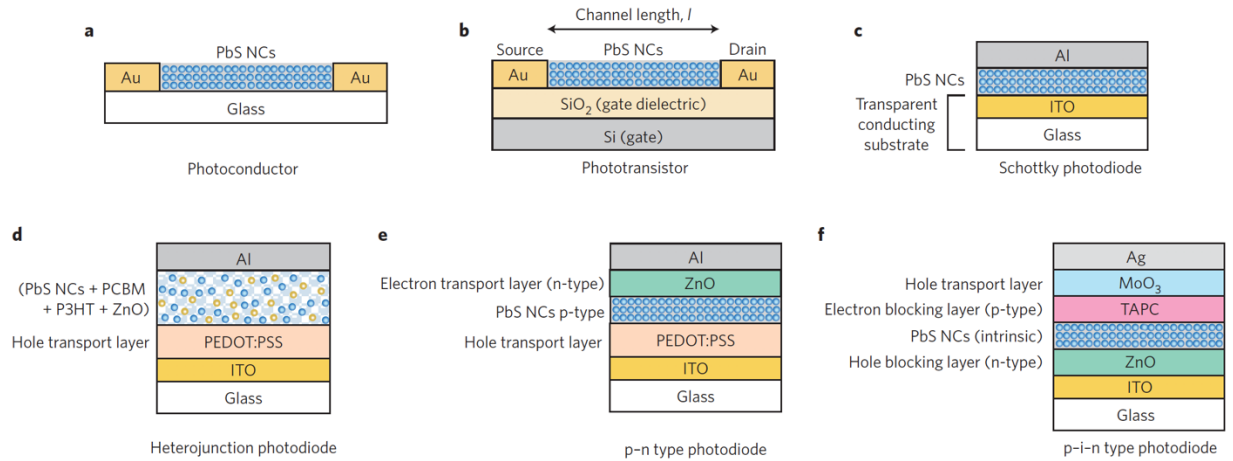 a
PbS NCs
Au
Au
Glass
Photoconductor
b
Channel length, l
Source
PbS NCs
Drain
Au
Au
SiO₂ (gate dielectric)
Si (gate)
Phototransistor
c
Al
PbS NCs
ITO
Transparent
conducting
substrate
Glass
Schottky photodiode
d
Al
(PbS NCs + PCBM
+ P3HT + ZnO)
Hole transport layer
PEDOT:PSS
ITO
Glass
Heterojunction photodiode
e
Al
Electron transport layer (n-type)
ZnO
PbS NCs p-type
Hole transport layer
PEDOT:PSS
ITO
Glass
p–n type photodiode
f
Ag
Hole transport layer
MoO₃
Electron blocking layer (p-type)
TAPC
PbS NCs (intrinsic)
Hole blocking layer (n-type)
ZnO
ITO
Glass
p–i–n type photodiode